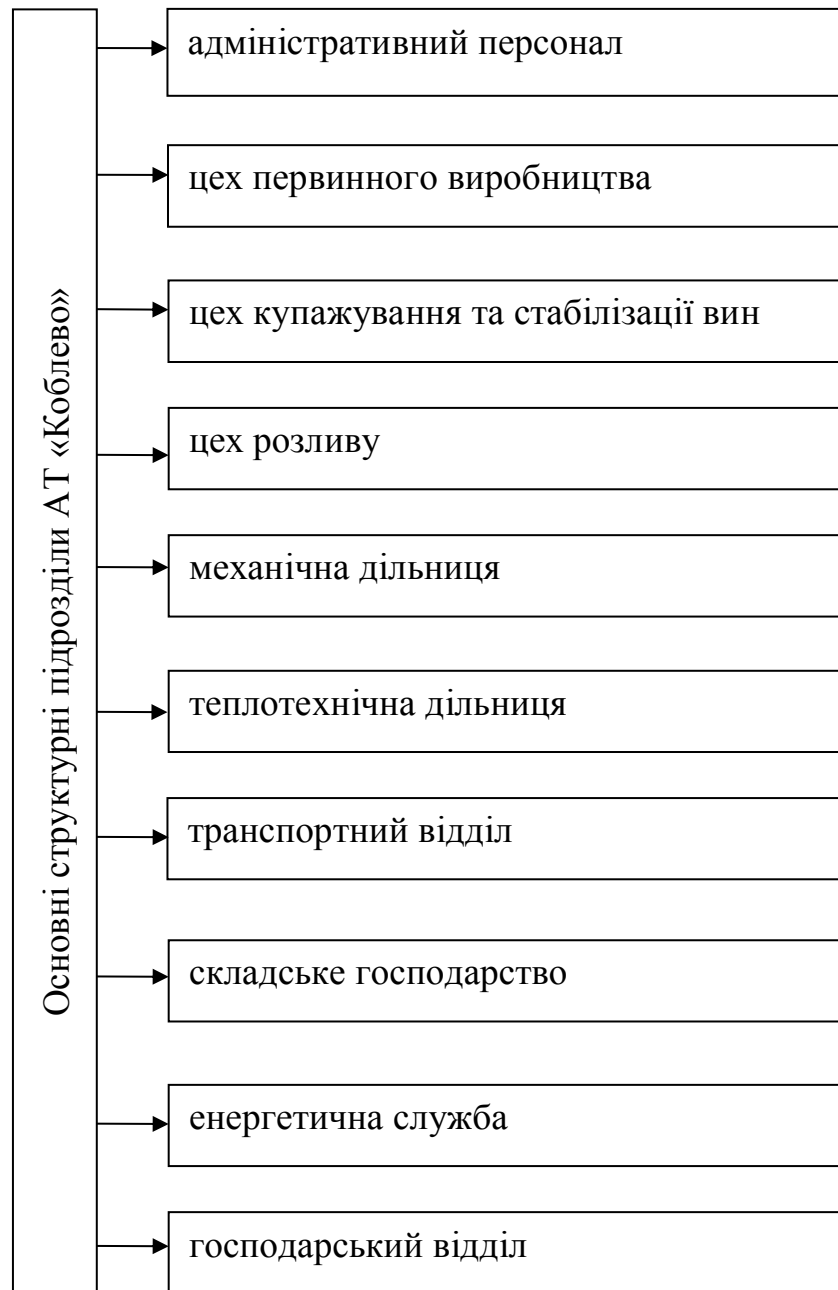 Основні структурні підрозділи АТ «Коблево»
адміністративний персонал
цех первинного виробництва
цех купажування та стабілізації вин
цех розливу
механічна дільниця
теплотехнічна дільниця
транспортний відділ
складське господарство
енергетична служба
господарський відділ